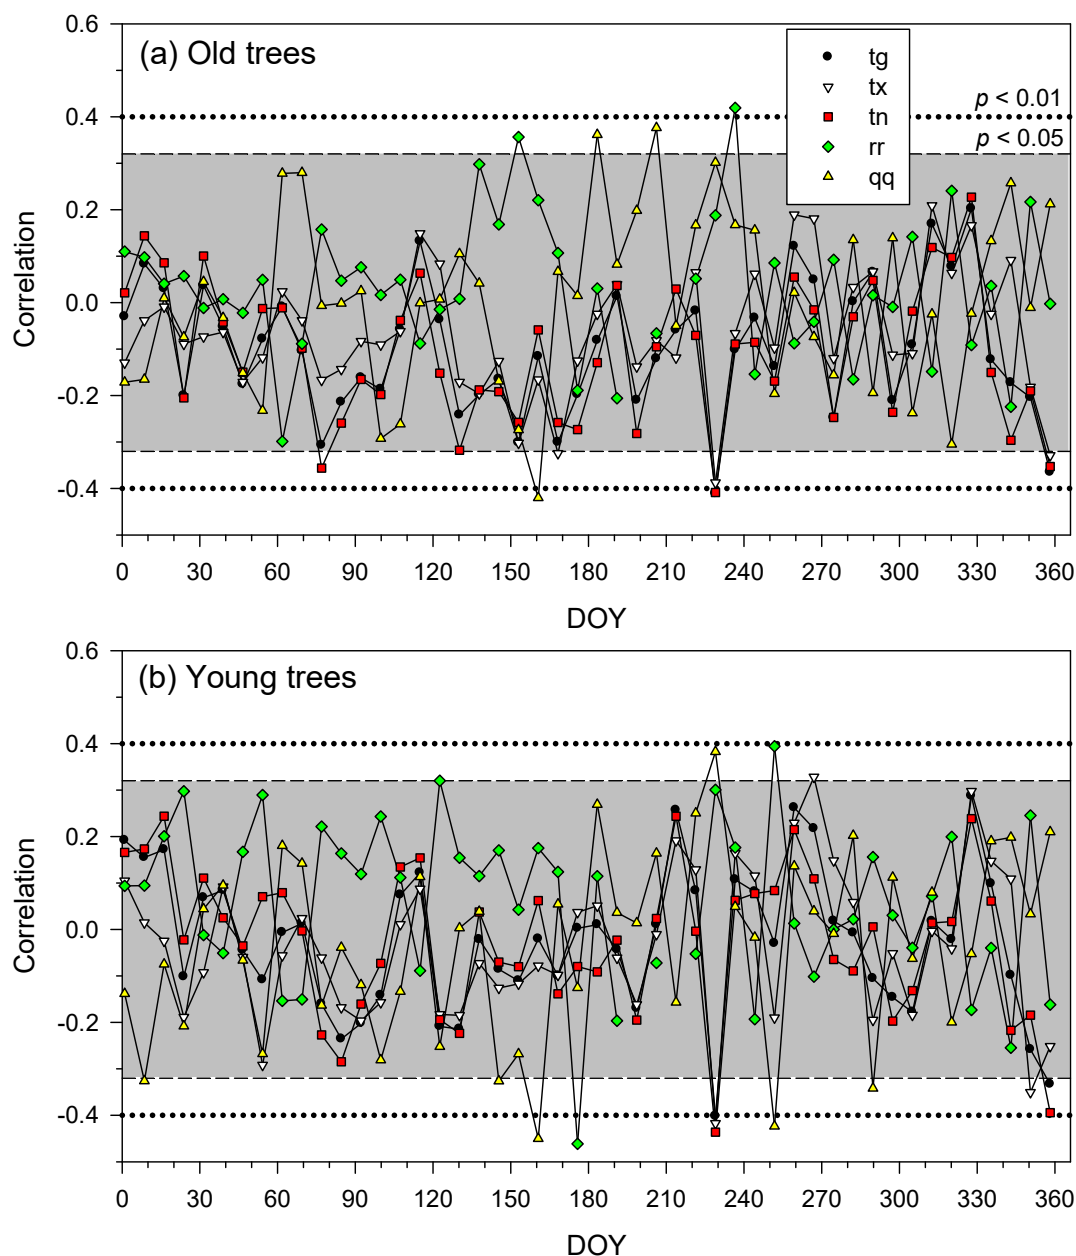 0.6
(a) Old trees
tg
tx
tn
rr
qq
p < 0.01
p < 0.05
0.4
0.2
0.0
-0.2
-0.4
Correlation
0 30 60 90 120 150 180 210 240 270 300 330 360
DOY
0.6
(b) Young trees
0.4
0.2
0.0
-0.2
-0.4
Correlation
0 30 60 90 120 150 180 210 240 270 300 330 360
DOY